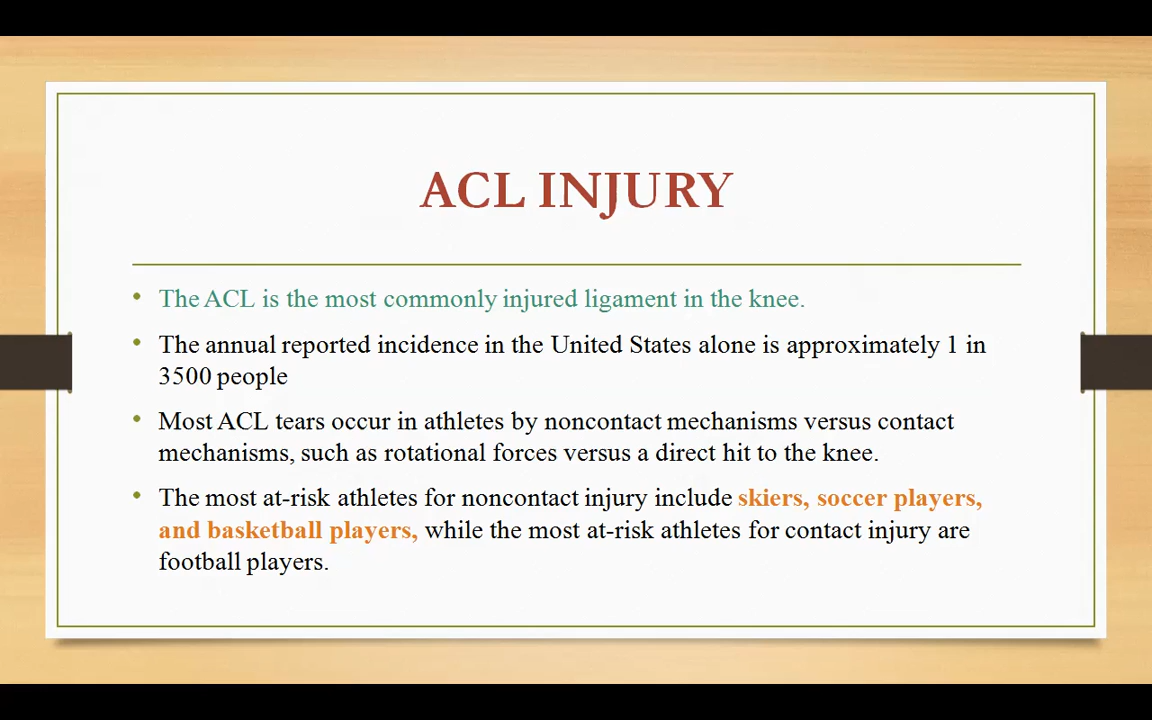 ACL INJURY
• The ACL is the most commonly injured ligament in the knee.
• The annual reported incidence in the United States alone is approximately 1 in
3500 people
• Most ACL tears occur in athletes by noncontact mechanisms versus contact
mechanisms, such as rotational forces versus a direct hit to the knee.
• The most at-risk athletes for noncontact injury include skiers, soccer players,
and basketball players, while the most at-risk athletes for contact injury are
football players.